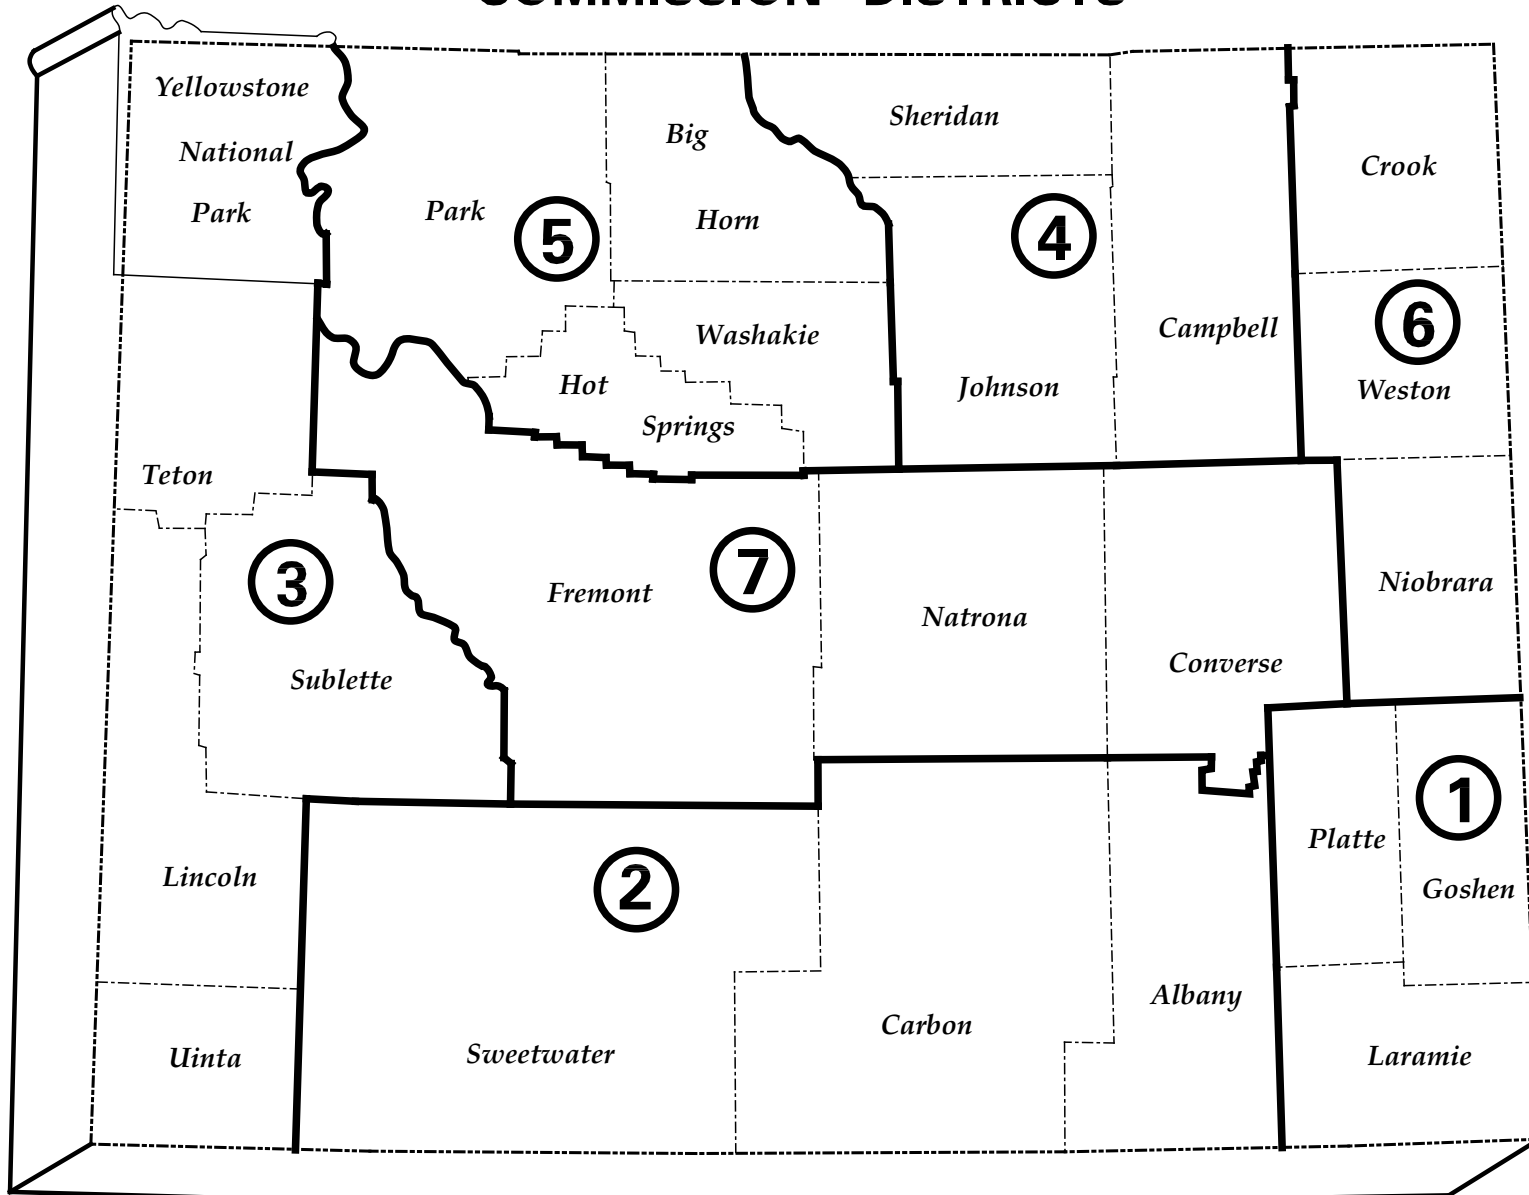 COMMISSION DISTRICTS
Yellowstone
National
Park
Park
5
Big
Horn
Sheridan
4
Crook
6
Weston
Campbell
Johnson
Washakie
Hot
Springs
Teton
3
Sublette
Fremont
7
Natrona
Converse
Niobrara
1
Platte
Goshen
Lincoln
2
Albany
Carbon
Uinta
Sweetwater
Laramie